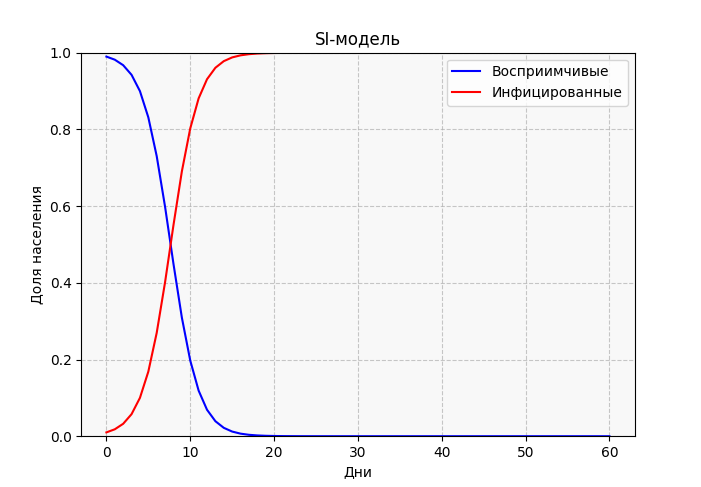 SI-модель
1.0
0.8
0.6
0.4
0.2
0.0
Доля населения
Восприимчивые
Инфицированные
0 10 20 30 40 50 60
Дни